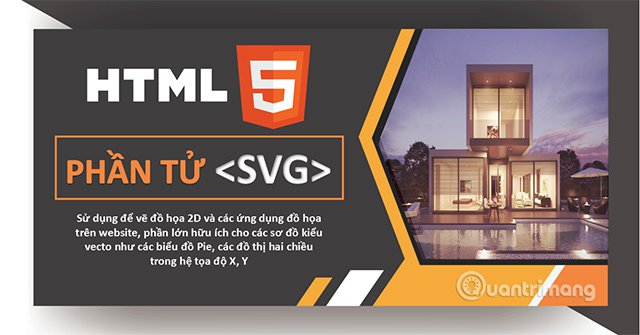 HTML 5
PHẦN TỬ <SVG>
Sử dụng để vẽ đồ họa 2D và các ứng dụng đồ họa
trên website, phần lớn hữu ích cho các sơ đồ kiểu
vecto như các biểu đồ Pie, các đồ thị hai chiều
trong hệ tọa độ X, Y
Quantrimang